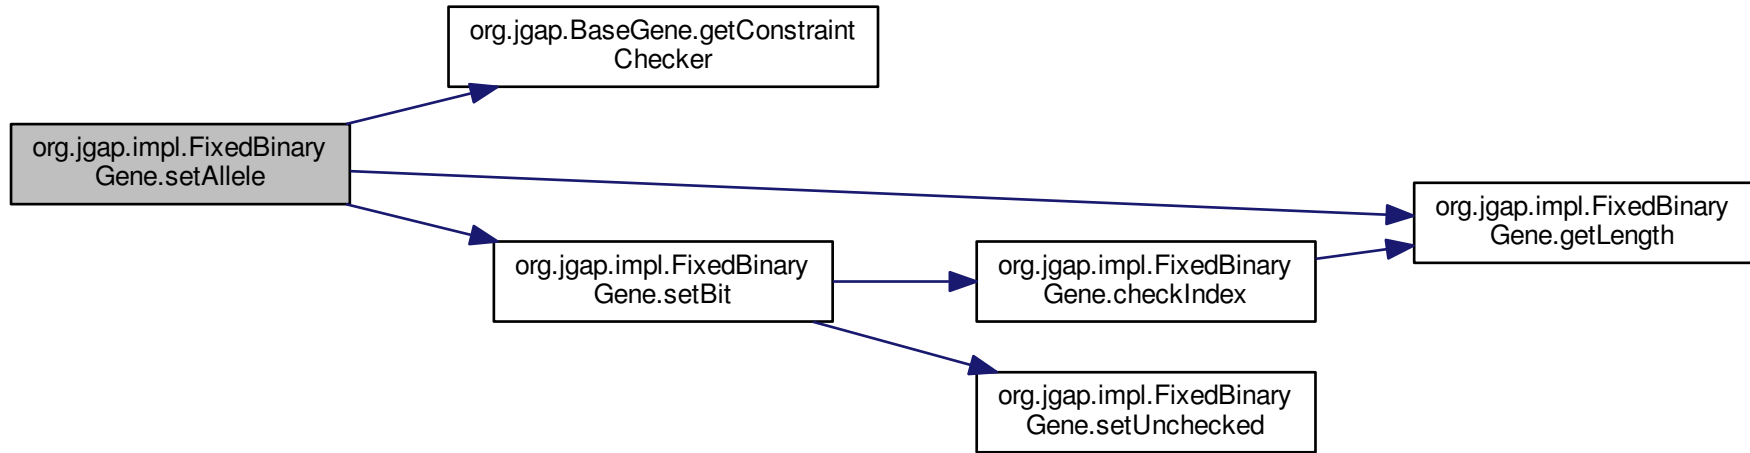 org.jgap.BaseGene.getConstraint
Checker
org.jgap.impl.FixedBinary
Gene.setAllele
org.jgap.impl.FixedBinary
Gene.getLength
org.jgap.impl.FixedBinary
Gene.setBit
org.jgap.impl.FixedBinary
Gene.checkIndex
org.jgap.impl.FixedBinary
Gene.setUnchecked